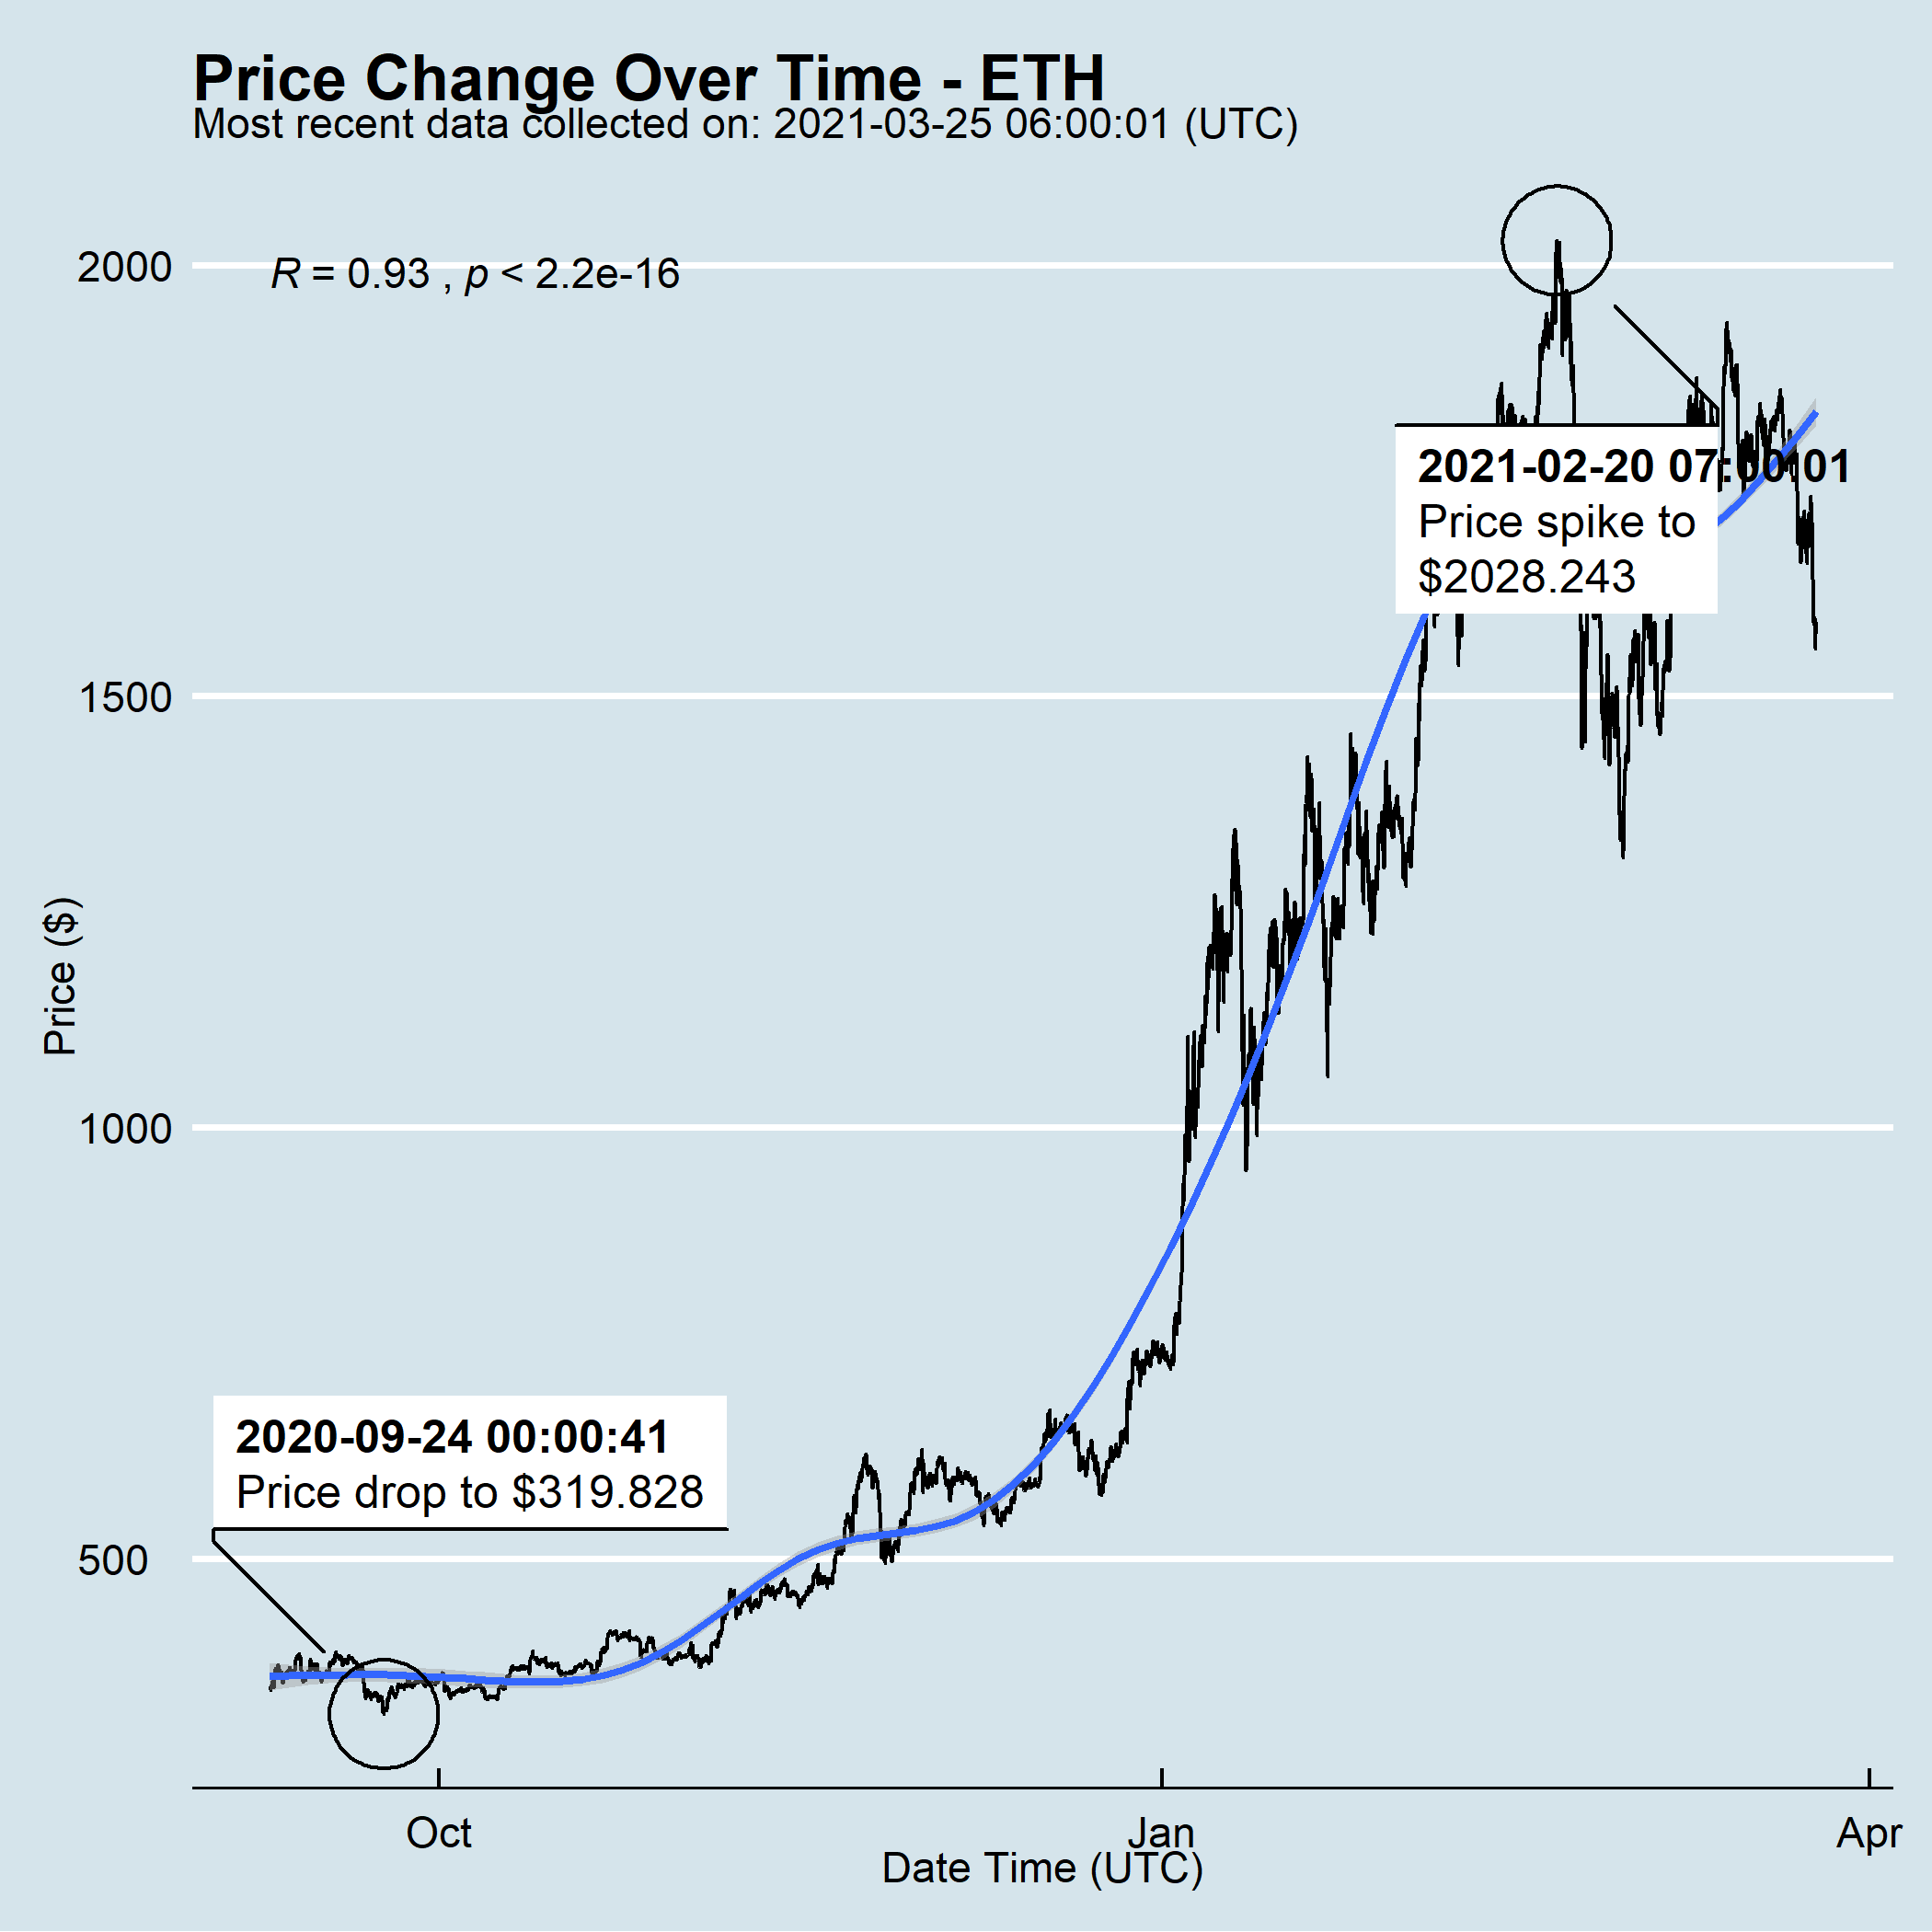 Price Change Over Time - ETH
Most recent data collected on: 2021-03-25 06:00:01 (UTC)
R = 0.93 , p < 2.2e-16
2000
1500
1000
500
Price ($)
2021-02-20 07:00:01
Price spike to
$2028.243
2020-09-24 00:00:41
Price drop to $319.828
Oct
Jan
Apr
Date Time (UTC)